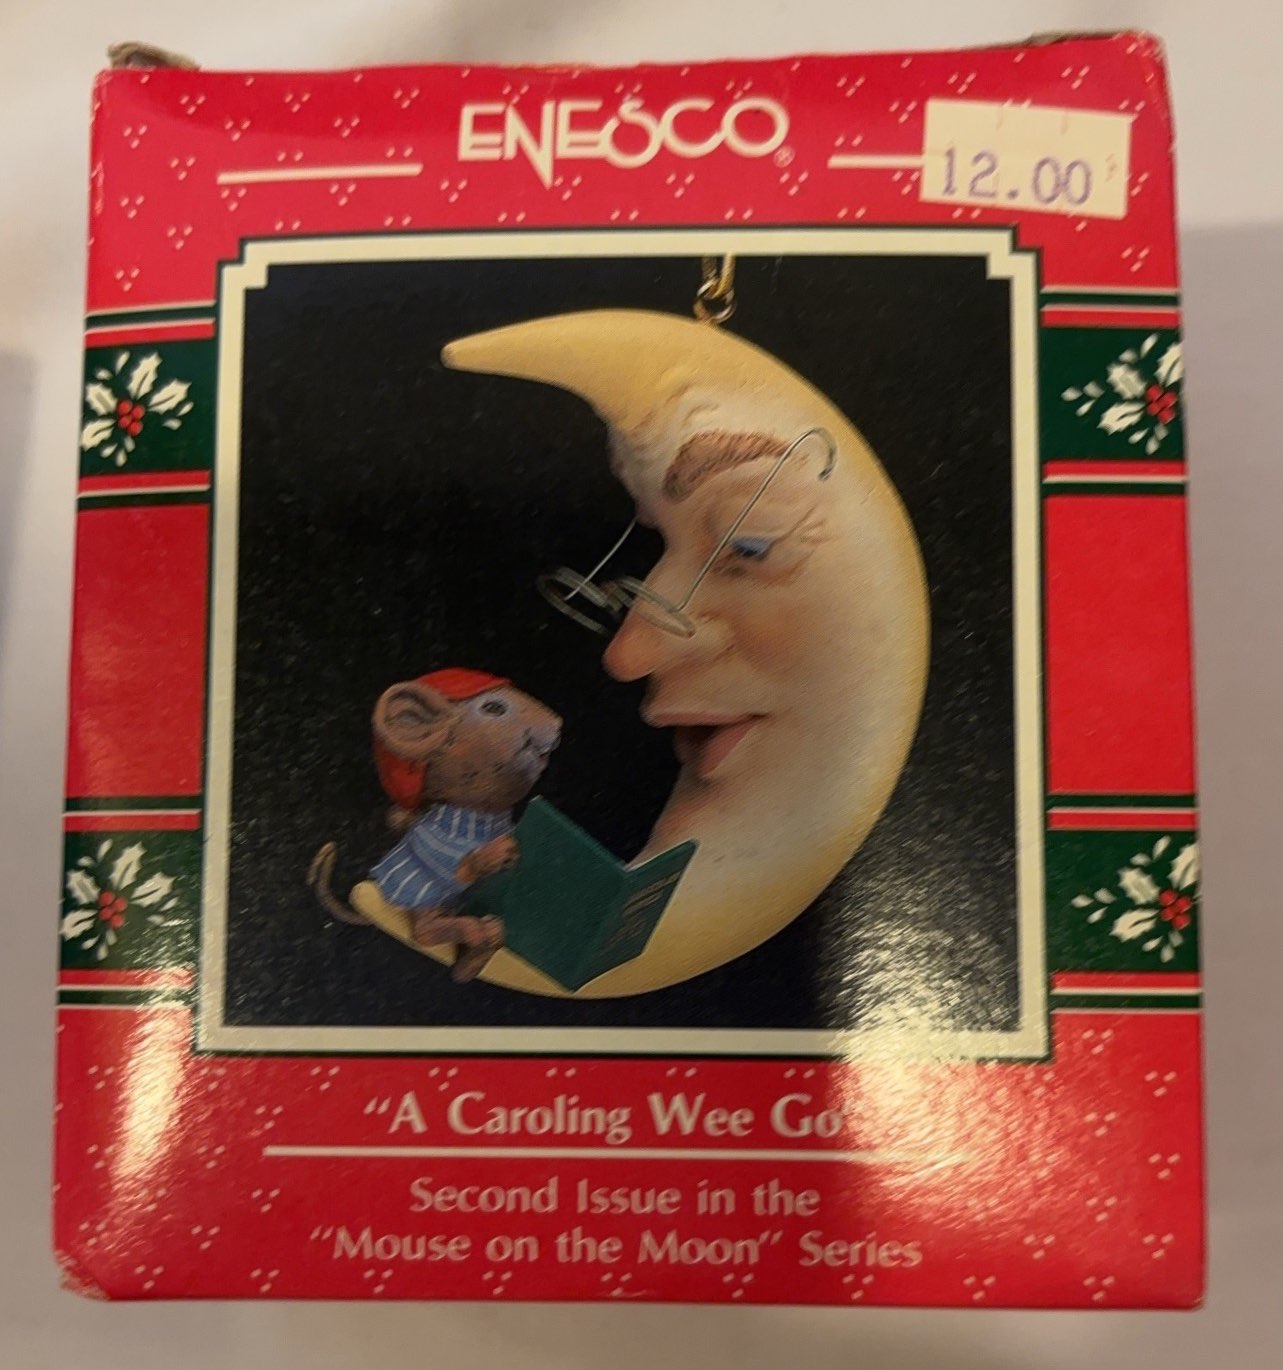 ENESCO®
12.00
"A Caroling Wee Go
Second Issue in the
"Mouse on the Moon" Series